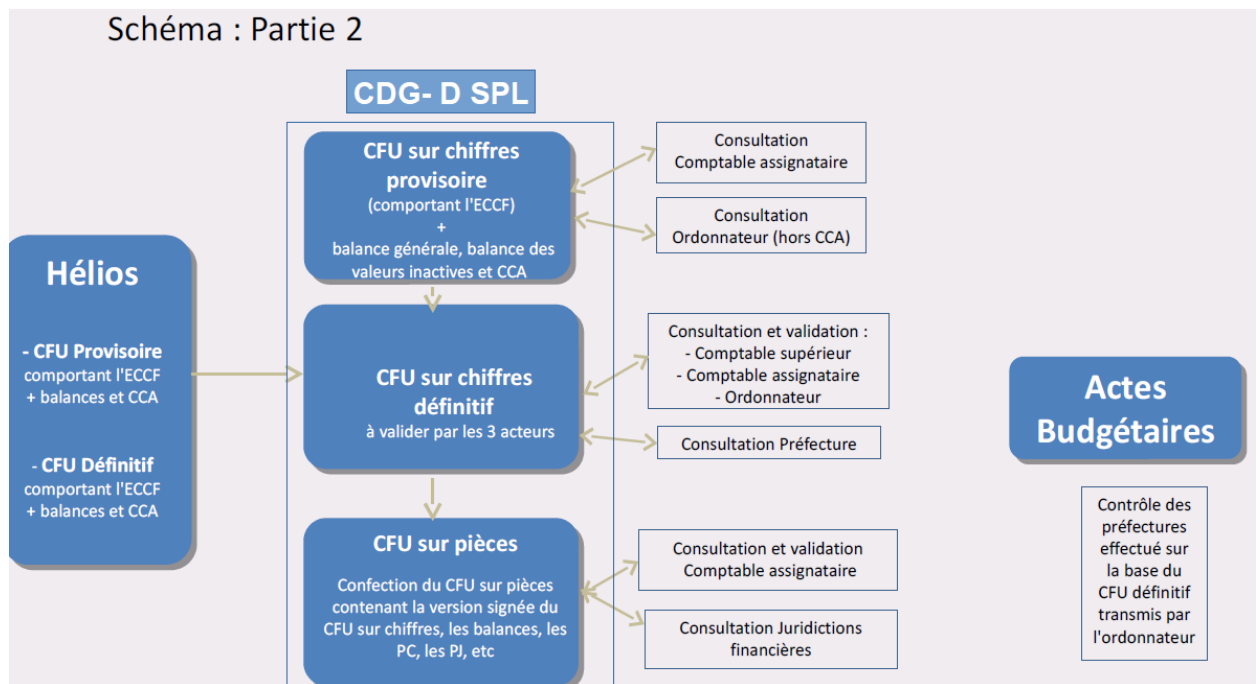 Schéma : Partie 2
CDG- D SPL
CFU sur chiffres
provisoire
(comportant l'ECCF)
+
balance générale, balance des
valeurs inactives et CCA
Consultation
Comptable assignataire
Consultation
Ordonnateur (hors CCA)
Hélios
- CFU Provisoire
comportant l'ECCF
+ balances et CCA
- CFU Définitif
comportant l'ECCF
+ balances et CCA
CFU sur chiffres
définitif
à valider par les 3 acteurs
Consultation et validation :
- Comptable supérieur
- Comptable assignataire
- Ordonnateur
Consultation Préfecture
CFU sur pièces
Confection du CFU sur pièces
contenant la version signée du
CFU sur chiffres, les balances, les
PC, les PJ, etc
Consultation et validation
Comptable assignataire
Consultation Juridictions
financières
Actes
Budgétaires
Contrôle des
préfectures
effectué sur
la base du
CFU définitif
transmis par
l'ordonnateur